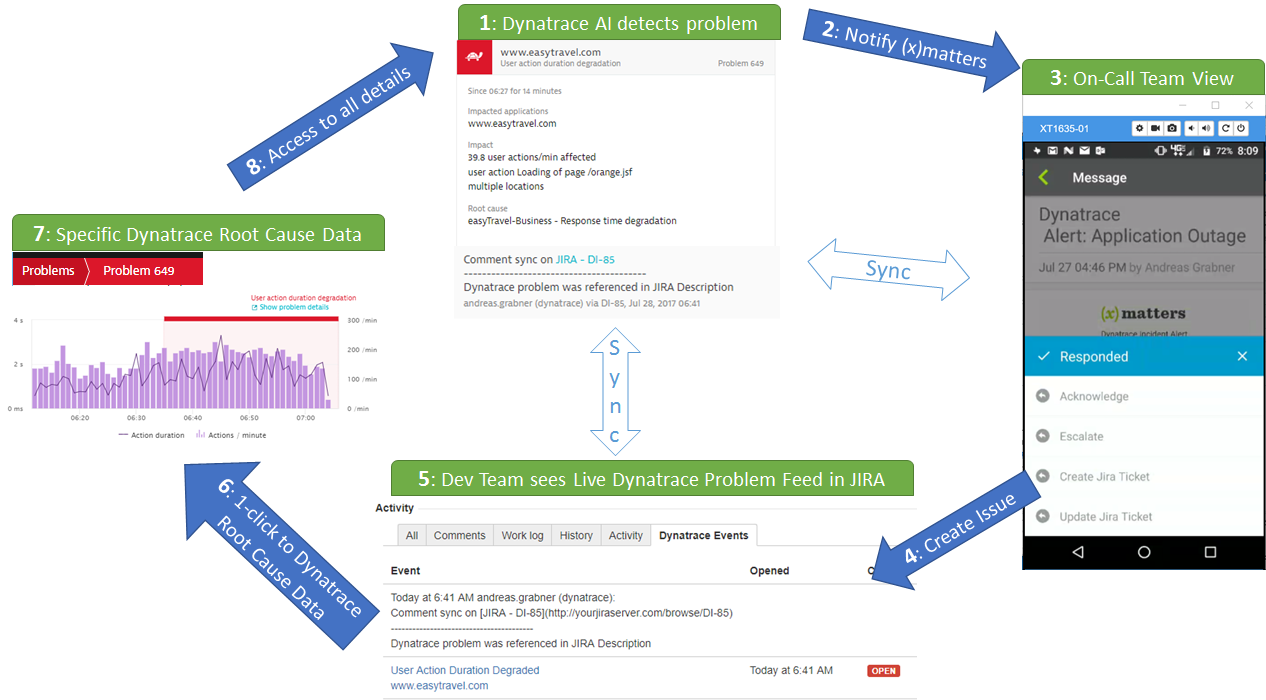 1: Dynatrace AI detects problem
www.easytravel.com
User action duration degradation
Problem 649
Since 06:27 for 14 minutes
Impacted applications
www.easytravel.com
Impact
39.8 user actions/min affected
user action Loading of page /orange.jsf
multiple locations
Root cause
easyTravel-Business - Response time degradation
Comment sync on JIRA - DI-85
----------------------------------------
Dynatrace problem was referenced in JIRA Description
andreas.grabner (dynatrace) via DI-85, Jul 28, 2017 06:41
2: Notify (x)matters
3: On-Call Team View
XT1635-01
4G
72% 8:09
Message
Dynatrace
Alert: Application Outage
Jul 27 04:46 PM by Andreas Grabner
(x) matters
Dynatrace Incident Alert
Responded
Acknowledge
Escalate
Create Jira Ticket
Update Jira Ticket
Sync
Sync
4: Create Issue
5: Dev Team sees Live Dynatrace Problem Feed in JIRA
Activity
All Comments Work log History Activity Dynatrace Events
Event Opened
Today at 6:41 AM andreas.grabner (dynatrace):
Comment sync on [JIRA - DI-85](http://yourjiraserver.com/browse/DI-85)
----------------------------------------
Dynatrace problem was referenced in JIRA Description
User Action Duration Degraded Today at 6:41 AM OPEN
www.easytravel.com
6: 1-click to Dynatrace
Root Cause Data
7: Specific Dynatrace Root Cause Data
Problems Problem 649
User action duration degradation
Show problem details
4 s 300 /min
200 /min
2 s
100 /min
0 ms 0 /min
06:20 06:30 06:40 06:50 07:00
Action duration Actions / minute
8: Access to all details